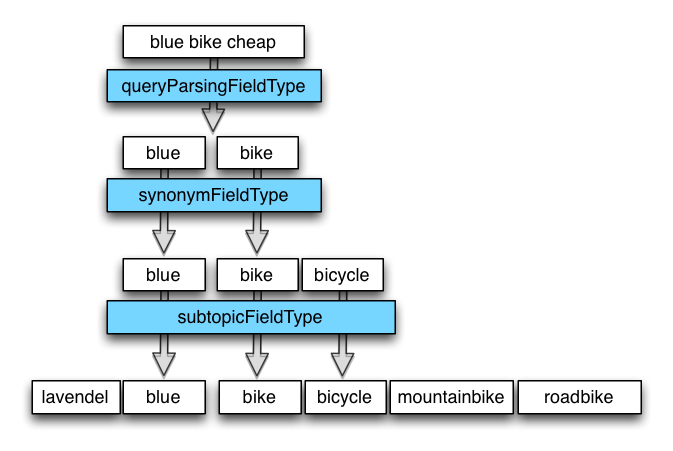 blue bike cheap
queryParsingFieldType
blue bike
synonymFieldType
blue bike bicycle
subtopicFieldType
lavendel blue bike bicycle mountainbike roadbike